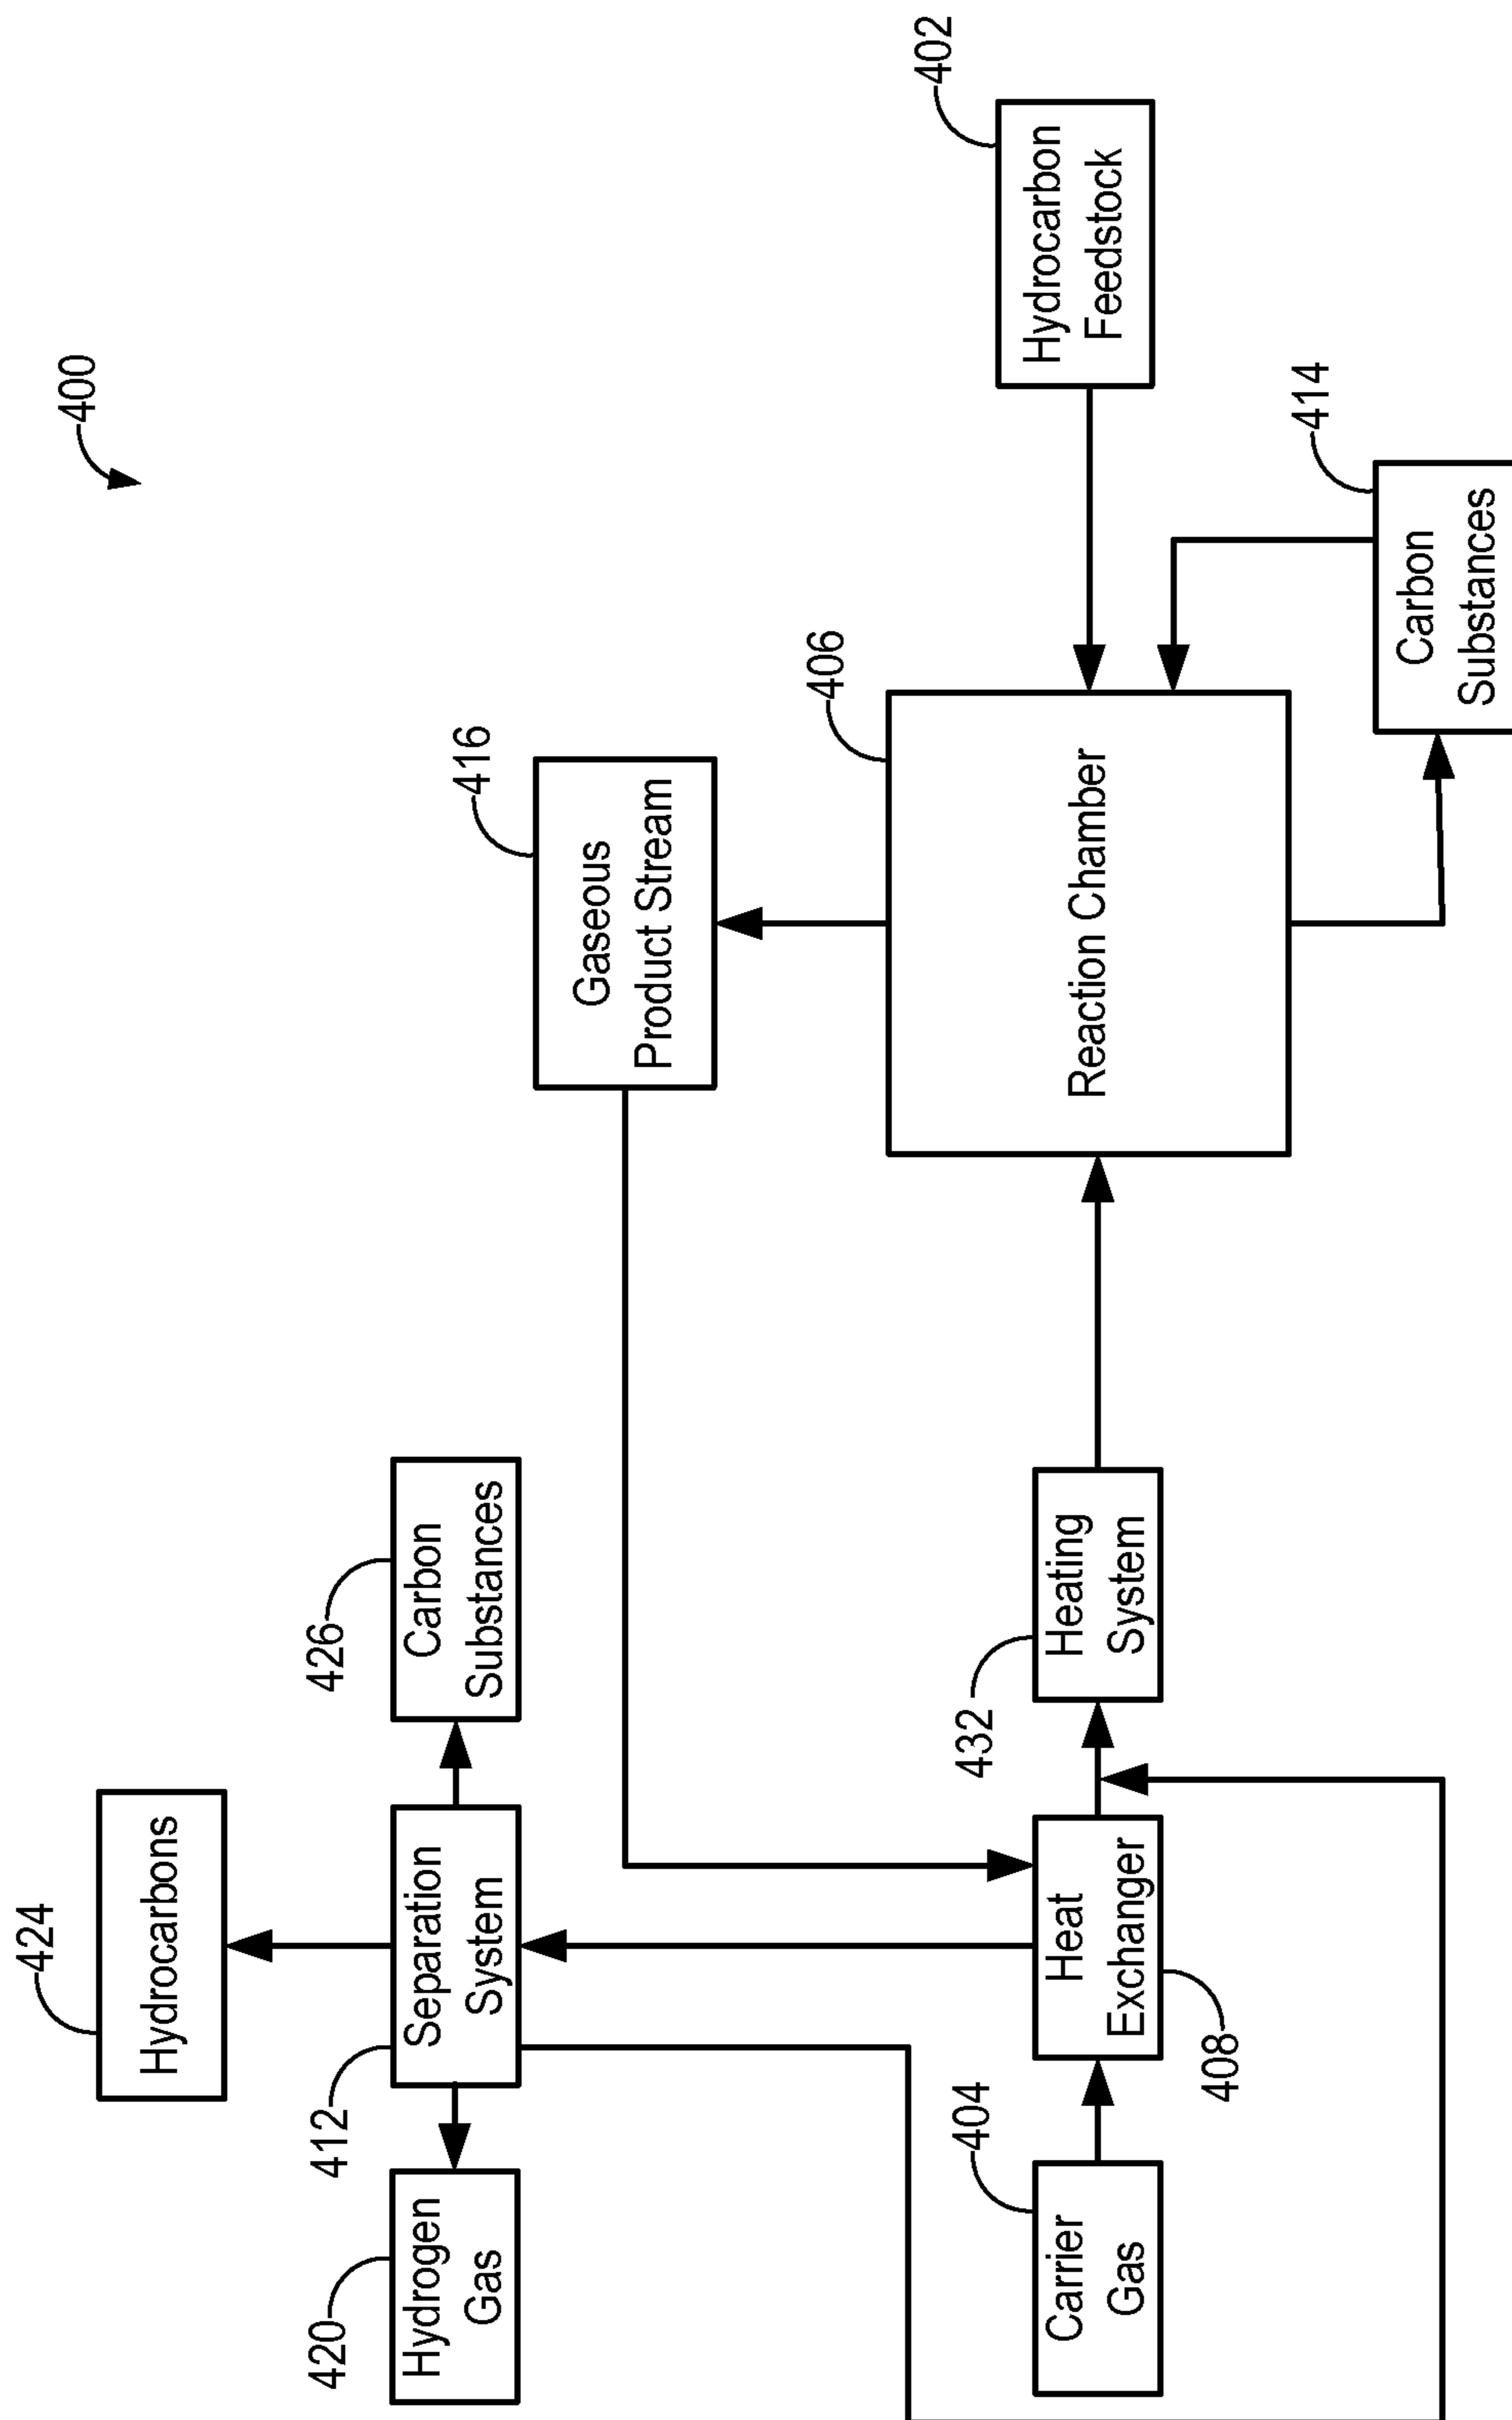 400
424
Hydrocarbons
420
Hydrogen
Gas
412
Separation
System
426
Carbon
Substances
416
Gaseous
Product Stream
404
Carrier
Gas
408
Heat
Exchanger
432
Heating
System
406
Reaction Chamber
402
Hydrocarbon
Feedstock
414
Carbon
Substances